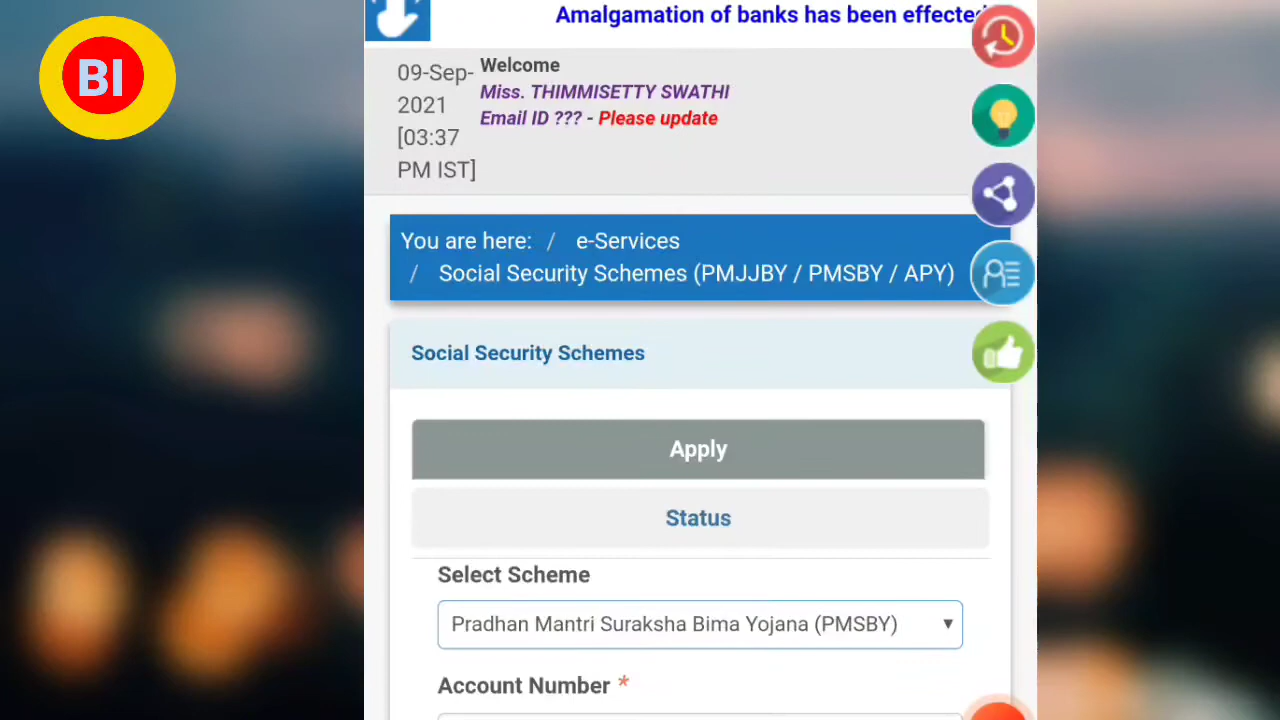 BI
Amalgamation of banks has been effected
09-Sep-
2021
[03:37
PM IST]
Welcome
Miss. THIMMISETTY SWATHI
Email ID ??? - Please update
You are here: / e-Services
/ Social Security Schemes (PMJJBY / PMSBY / APY)
Social Security Schemes
Apply
Status
Select Scheme
Pradhan Mantri Suraksha Bima Yojana (PMSBY)
Account Number *